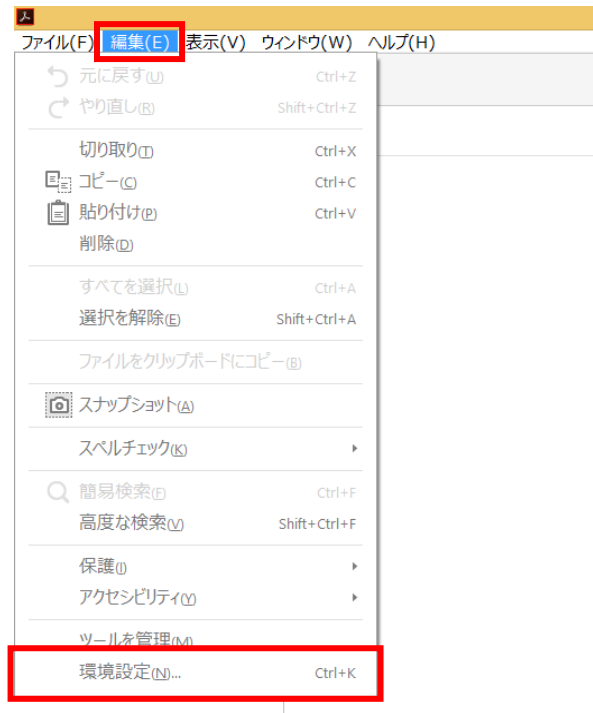 ファイル(F) 編集(E) 表示(V) ウィンドウ(W) ヘルプ(H)
元に戻す(U) Ctrl+Z
やり直し(R) Shift+Ctrl+Z
切り取り(T) Ctrl+X
コピー(C) Ctrl+C
貼り付け(P) Ctrl+V
削除(D)
すべてを選択(L) Ctrl+A
選択を解除(E) Shift+Ctrl+A
ファイルをクリップボードにコピー(B)
スナップショット(A)
スペルチェック(K)
簡易検索(F) Ctrl+F
高度な検索(V) Shift+Ctrl+F
保護(I)
アクセシビリティ(Y)
ツールを管理(M)
環境設定(N)... Ctrl+K